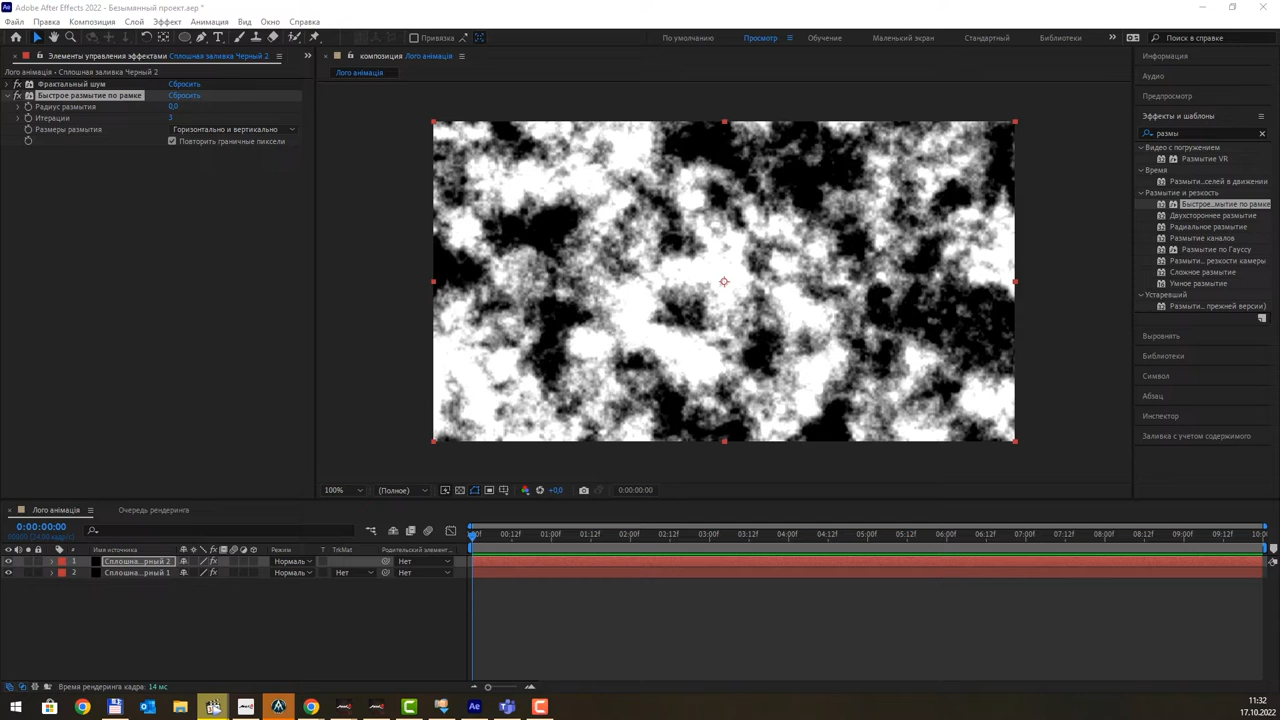 Adobe After Effects 2022 - Безымянный проект.aep *
Файл Правка Композиция Слой Эффект Анимация Вид Окно Справка
Привязка
По умолчанию Просмотр Обучение Маленький экран Стандартный Библиотеки
Поиск в справке
Элементы управления эффектами Сплошная заливка Черный 2
композиция Лого анімація
Информация
Лого анімація • Сплошная заливка Черный 2
Лого анімація
Аудио
Фрактальный шум Сбросить
Быстрое размытие по рамке Сбросить
Предпросмотр
Радиус размытия 0,0
Итерации 3
Эффекты и шаблоны
Размеры размытия Горизонтально и вертикально
размы
Повторить граничные пиксели
Видео с погружением
Размытие VR
Время
Размыти...селей в движении
Размытие и резкость
Быстрое...мытие по рамке
Двухстороннее размытие
Радиальное размытие
Размытие каналов
Размытие по Гауссу
Размыти... резкости камеры
Сложное размытие
Умное размытие
Устаревший
Размыти... прежней версии)
Выровнять
Библиотеки
Символ
Абзац
Инспектор
Заливка с учетом содержимого
100% (Полное) +0,0 0:00:00:00
Лого анімація Очередь рендеринга
0:00:00:00
00:12f 01:00f 01:12f 02:00f 02:12f 03:00f 03:12f 04:00f 04:12f 05:00f 05:12f 06:00f 06:12f 07:00f 07:12f 08:00f 08:12f 09:00f 09:12f 10:0
# Имя источника Режим T TrkMat Родительский элемент...
1 Сплошна...рный 2 Нормаль Нет
2 Сплошна...рный 1 Нормаль Нет Нет
Время рендеринга кадра: 14 мс
11:32
17.10.2022